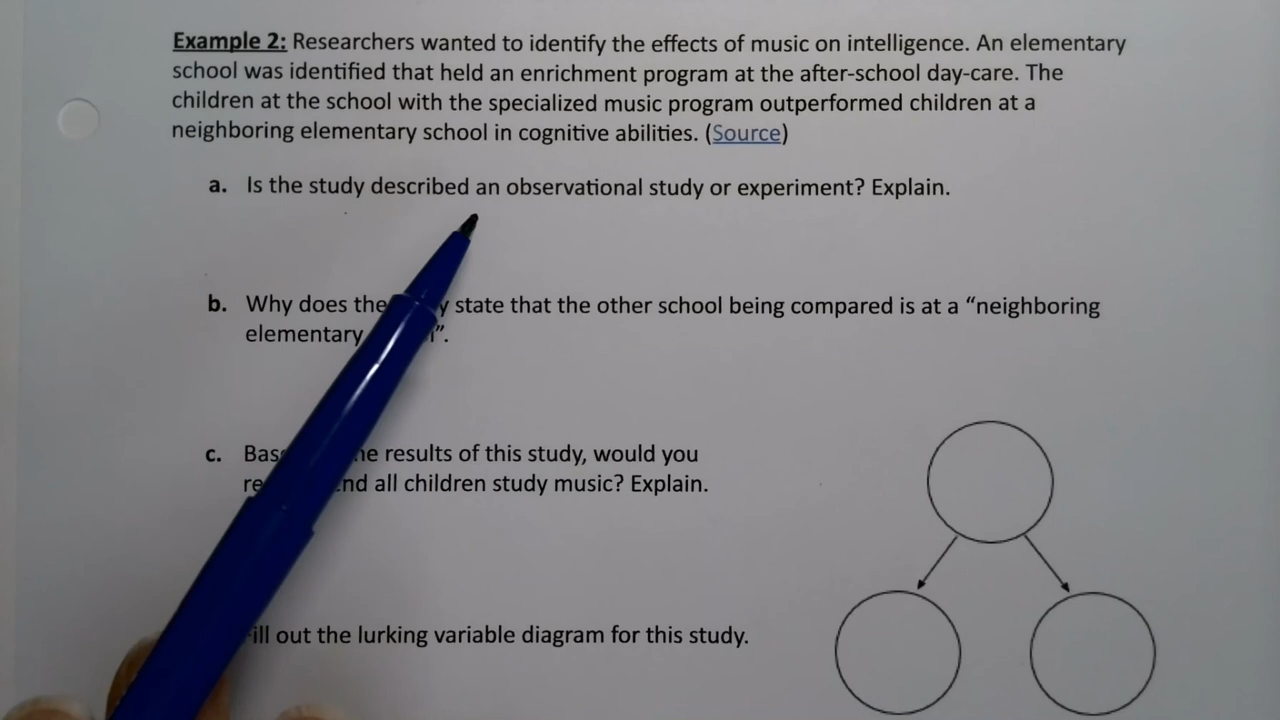 Example 2: Researchers wanted to identify the effects of music on intelligence. An elementary
school was identified that held an enrichment program at the after-school day-care. The
children at the school with the specialized music program outperformed children at a
neighboring elementary school in cognitive abilities. (Source)
a. Is the study described an observational study or experiment? Explain.
b. Why does the state that the other school being compared is at a “neighboring
elementary ”.
c. the results of this study, would you
all children study music? Explain.
out the lurking variable diagram for this study.